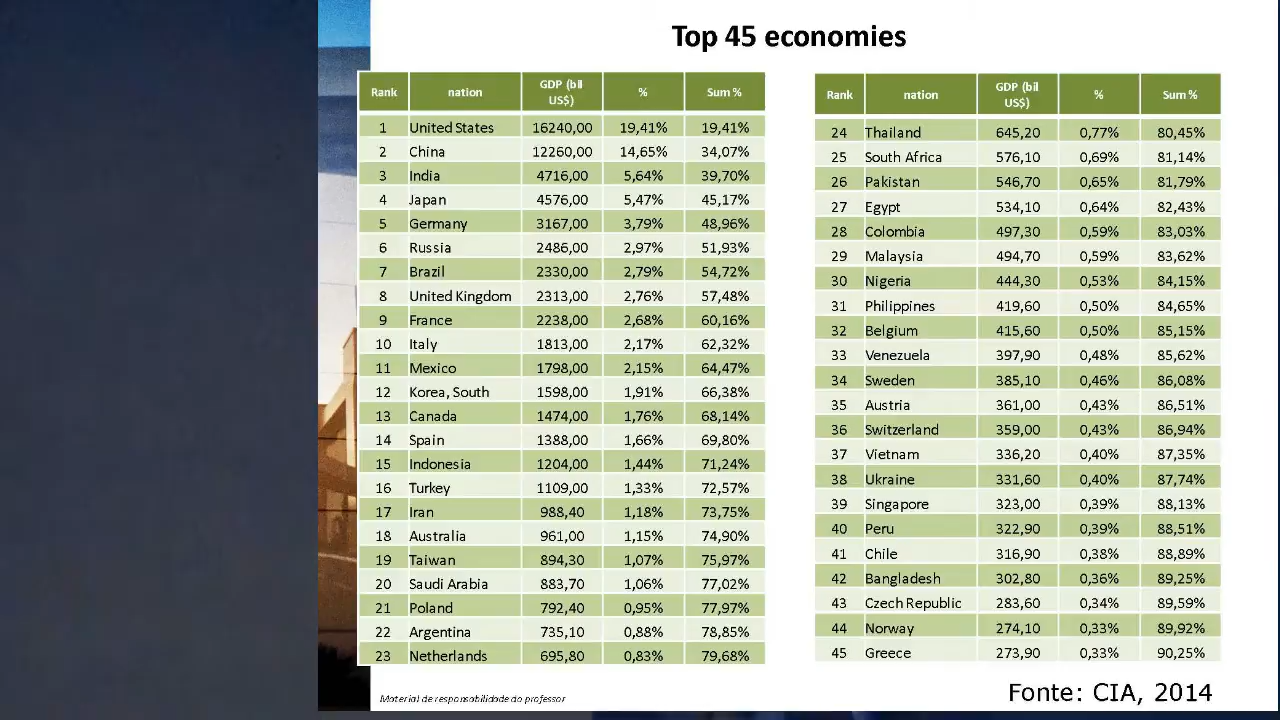 Top 45 economies
Rank nation GDP (bil US$) % Sum %
1 United States 16240,00 19,41% 19,41%
2 China 12260,00 14,65% 34,07%
3 India 4716,00 5,64% 39,70%
4 Japan 4576,00 5,47% 45,17%
5 Germany 3167,00 3,79% 48,96%
6 Russia 2486,00 2,97% 51,93%
7 Brazil 2330,00 2,79% 54,72%
8 United Kingdom 2313,00 2,76% 57,48%
9 France 2238,00 2,68% 60,16%
10 Italy 1813,00 2,17% 62,32%
11 Mexico 1798,00 2,15% 64,47%
12 Korea, South 1598,00 1,91% 66,38%
13 Canada 1474,00 1,76% 68,14%
14 Spain 1388,00 1,66% 69,80%
15 Indonesia 1204,00 1,44% 71,24%
16 Turkey 1109,00 1,33% 72,57%
17 Iran 988,40 1,18% 73,75%
18 Australia 961,00 1,15% 74,90%
19 Taiwan 894,30 1,07% 75,97%
20 Saudi Arabia 883,70 1,06% 77,02%
21 Poland 792,40 0,95% 77,97%
22 Argentina 735,10 0,88% 78,85%
23 Netherlands 695,80 0,83% 79,68%
Rank nation GDP (bil US$) % Sum %
24 Thailand 645,20 0,77% 80,45%
25 South Africa 576,10 0,69% 81,14%
26 Pakistan 546,70 0,65% 81,79%
27 Egypt 534,10 0,64% 82,43%
28 Colombia 497,30 0,59% 83,03%
29 Malaysia 494,70 0,59% 83,62%
30 Nigeria 444,30 0,53% 84,15%
31 Philippines 419,60 0,50% 84,65%
32 Belgium 415,60 0,50% 85,15%
33 Venezuela 397,90 0,48% 85,62%
34 Sweden 385,10 0,46% 86,08%
35 Austria 361,00 0,43% 86,51%
36 Switzerland 359,00 0,43% 86,94%
37 Vietnam 336,20 0,40% 87,35%
38 Ukraine 331,60 0,40% 87,74%
39 Singapore 323,00 0,39% 88,13%
40 Peru 322,90 0,39% 88,51%
41 Chile 316,90 0,38% 88,89%
42 Bangladesh 302,80 0,36% 89,25%
43 Czech Republic 283,60 0,34% 89,59%
44 Norway 274,10 0,33% 89,92%
45 Greece 273,90 0,33% 90,25%
Material de responsabilidade do professor
Fonte: CIA, 2014